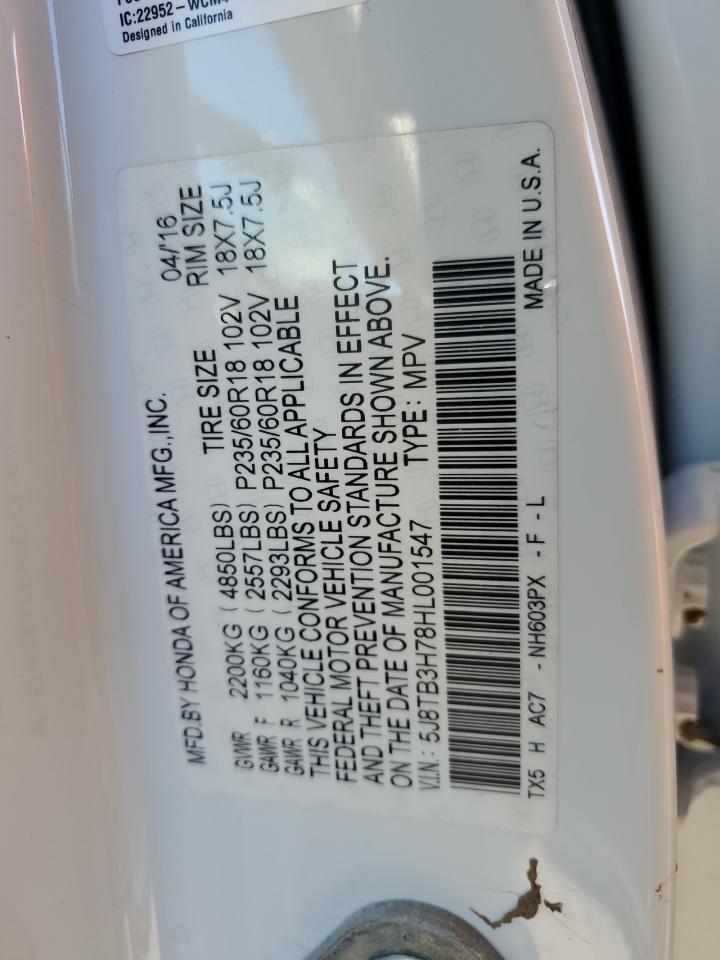 IC:22952-WCM
Designed in California
MFD.BY HONDA OF AMERICA MFG.,INC. 04/'16
TIRE SIZE RIM SIZE
GVWR 2200KG (4850LBS)
GAWR F 1160KG (2557LBS) P235/60R18 102V 18X7.5J
GAWR R 1040KG (2293LBS) P235/60R18 102V 18X7.5J
THIS VEHICLE CONFORMS TO ALL APPLICABLE
FEDERAL MOTOR VEHICLE SAFETY
AND THEFT PREVENTION STANDARDS IN EFFECT
ON THE DATE OF MANUFACTURE SHOWN ABOVE.
V.I.N.: 5J8TB3H78HL001547 TYPE: MPV
TX5 H AC7 -NH603PX -F-L MADE IN U.S.A.